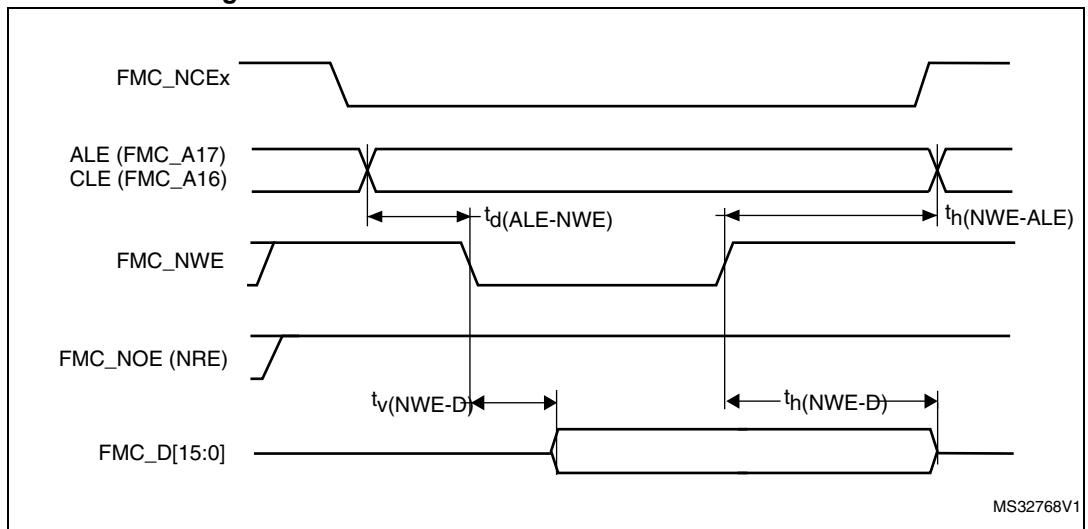 FMC_NCEx
ALE (FMC_A17)
CLE (FMC_A16)
td(ALE-NWE)
th(NWE-ALE)
FMC_NWE
FMC_NOE (NRE)
tv(NWE-D)
th(NWE-D)
FMC_D[15:0]
MS32768V1